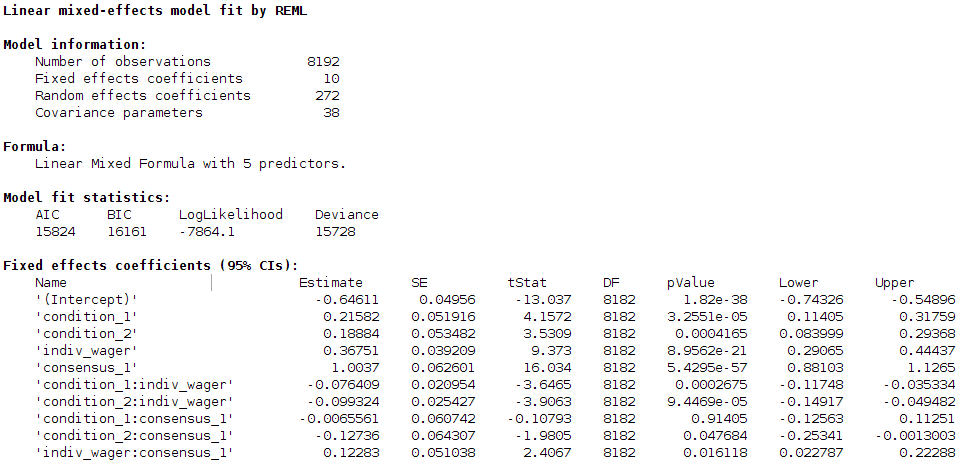 Linear mixed-effects model fit by REML
Model information:
Number of observations 8192
Fixed effects coefficients 10
Random effects coefficients 272
Covariance parameters 38
Formula:
Linear Mixed Formula with 5 predictors.
Model fit statistics:
AIC BIC LogLikelihood Deviance
15824 16161 -7864.1 15728
Fixed effects coefficients (95% CIs):
Name Estimate SE tStat DF pValue Lower Upper
'(Intercept)' -0.64611 0.04956 -13.037 8182 1.82e-38 -0.74326 -0.54896
'condition_1' 0.21582 0.051916 4.1572 8182 3.2551e-05 0.11405 0.31759
'condition_2' 0.18884 0.053482 3.5309 8182 0.0004165 0.083999 0.29368
'indiv_wager' 0.36751 0.039209 9.373 8182 8.9562e-21 0.29065 0.44437
'consensus_1' 1.0037 0.062601 16.034 8182 5.4295e-57 0.88103 1.1265
'condition_1:indiv_wager' -0.076409 0.020954 -3.6465 8182 0.0002675 -0.11748 -0.035334
'condition_2:indiv_wager' -0.099324 0.025427 -3.9063 8182 9.4469e-05 -0.14917 -0.049482
'condition_1:consensus_1' -0.0065561 0.060742 -0.10793 8182 0.91405 -0.12563 0.11251
'condition_2:consensus_1' -0.12736 0.064307 -1.9805 8182 0.047684 -0.25341 -0.0013003
'indiv_wager:consensus_1' 0.12283 0.051038 2.4067 8182 0.016118 0.022787 0.22288